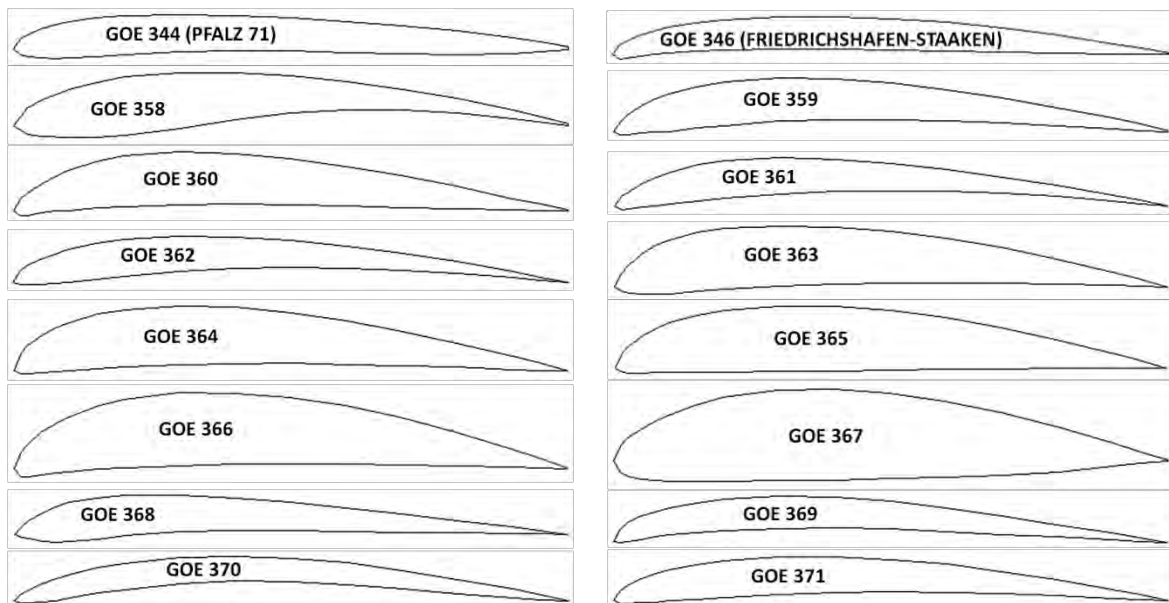 GOE 344 (PFALZ 71)
GOE 346 (FRIEDRICHSHAFEN-STAAKEN)
GOE 358
GOE 359
GOE 360
GOE 361
GOE 362
GOE 363
GOE 364
GOE 365
GOE 366
GOE 367
GOE 368
GOE 369
GOE 370
GOE 371